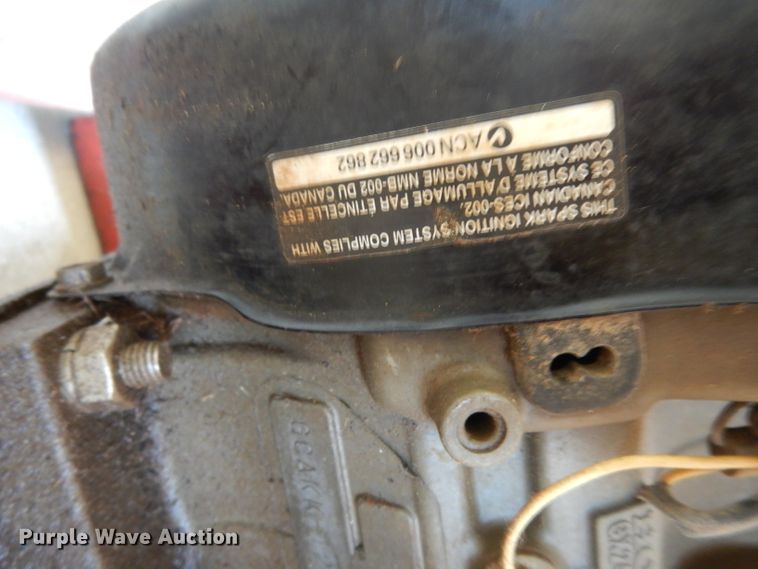 THIS SPARK IGNITION SYSTEM COMPLIES WITH
CANADIAN ICES-002.
CE SYSTÈME D'ALLUMAGE PAR ÉTINCELLE EST
CONFORME À LA NORME NMB-002 DU CANADA
ACN 006 662 862
Purple Wave Auction®